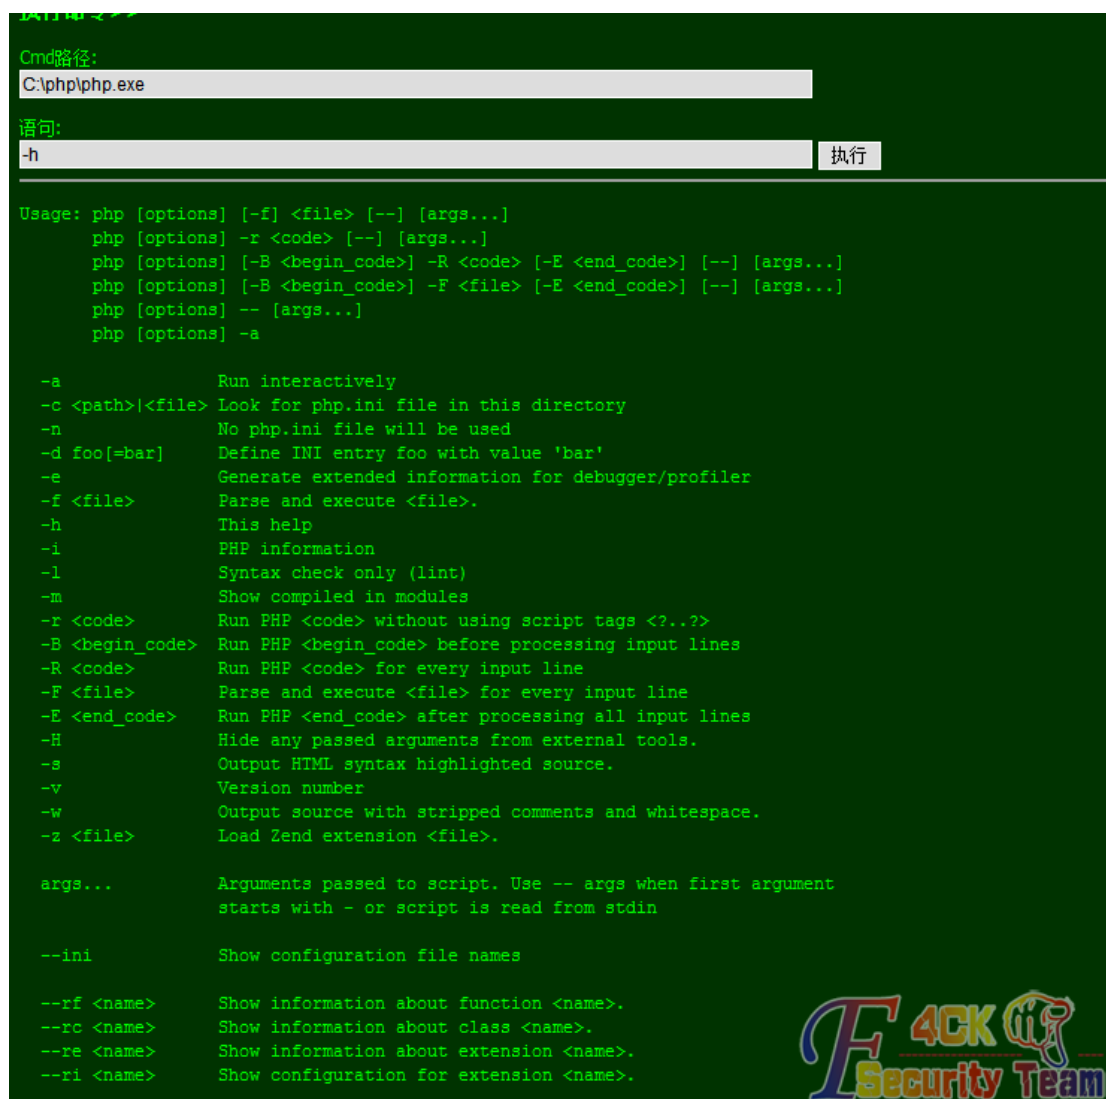 执行命令>>
Cmd路径:
C:\php\php.exe
语句:
-h 执行
Usage: php [options] [-f] <file> [--] [args...]
php [options] -r <code> [--] [args...]
php [options] [-B <begin_code>] -R <code> [-E <end_code>] [--] [args...]
php [options] [-B <begin_code>] -F <file> [-E <end_code>] [--] [args...]
php [options] -- [args...]
php [options] -a
-a Run interactively
-c <path>|<file> Look for php.ini file in this directory
-n No php.ini file will be used
-d foo[=bar] Define INI entry foo with value 'bar'
-e Generate extended information for debugger/profiler
-f <file> Parse and execute <file>.
-h This help
-i PHP information
-l Syntax check only (lint)
-m Show compiled in modules
-r <code> Run PHP <code> without using script tags <?..?>
-B <begin_code> Run PHP <begin_code> before processing input lines
-R <code> Run PHP <code> for every input line
-F <file> Parse and execute <file> for every input line
-E <end_code> Run PHP <end_code> after processing all input lines
-H Hide any passed arguments from external tools.
-s Output HTML syntax highlighted source.
-v Version number
-w Output source with stripped comments and whitespace.
-z <file> Load Zend extension <file>.
args... Arguments passed to script. Use -- args when first argument
starts with - or script is read from stdin
--ini Show configuration file names
--rf <name> Show information about function <name>.
--rc <name> Show information about class <name>.
--re <name> Show information about extension <name>.
--ri <name> Show configuration for extension <name>.
F4CK
Security Team